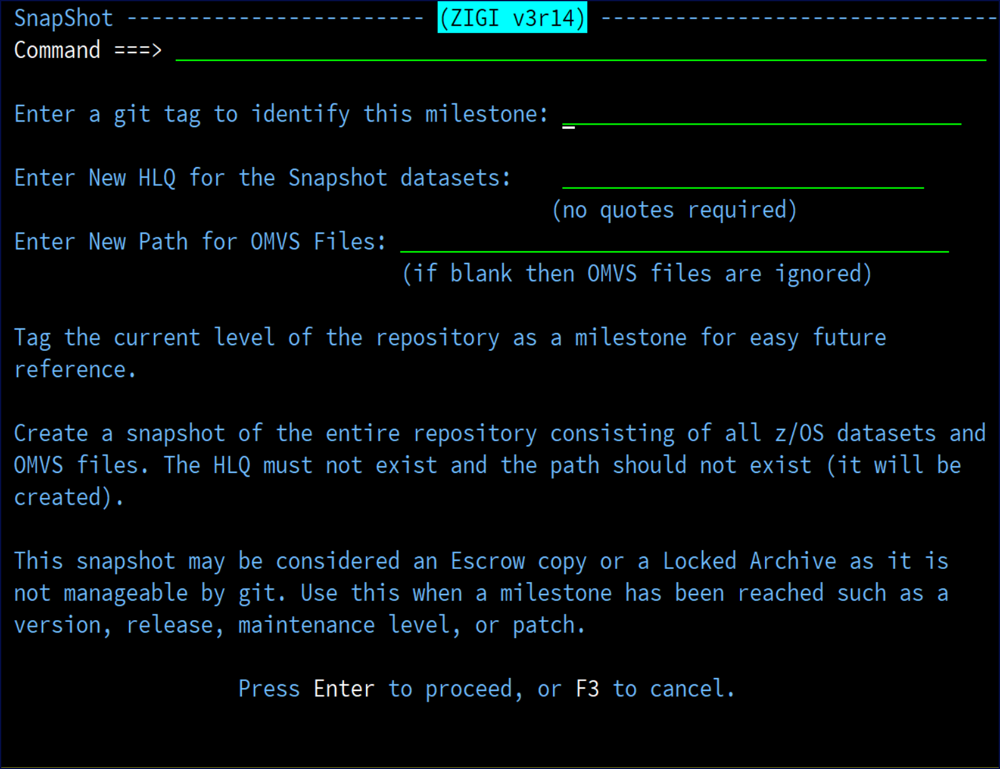 SnapShot ------------------------ (ZIGI v3r14) --------------------------------
Command ===>
Enter a git tag to identify this milestone:
Enter New HLQ for the Snapshot datasets:
(no quotes required)
Enter New Path for OMVS Files:
(if blank then OMVS files are ignored)
Tag the current level of the repository as a milestone for easy future
reference.
Create a snapshot of the entire repository consisting of all z/OS datasets and
OMVS files. The HLQ must not exist and the path should not exist (it will be
created).
This snapshot may be considered an Escrow copy or a Locked Archive as it is
not manageable by git. Use this when a milestone has been reached such as a
version, release, maintenance level, or patch.
Press Enter to proceed, or F3 to cancel.